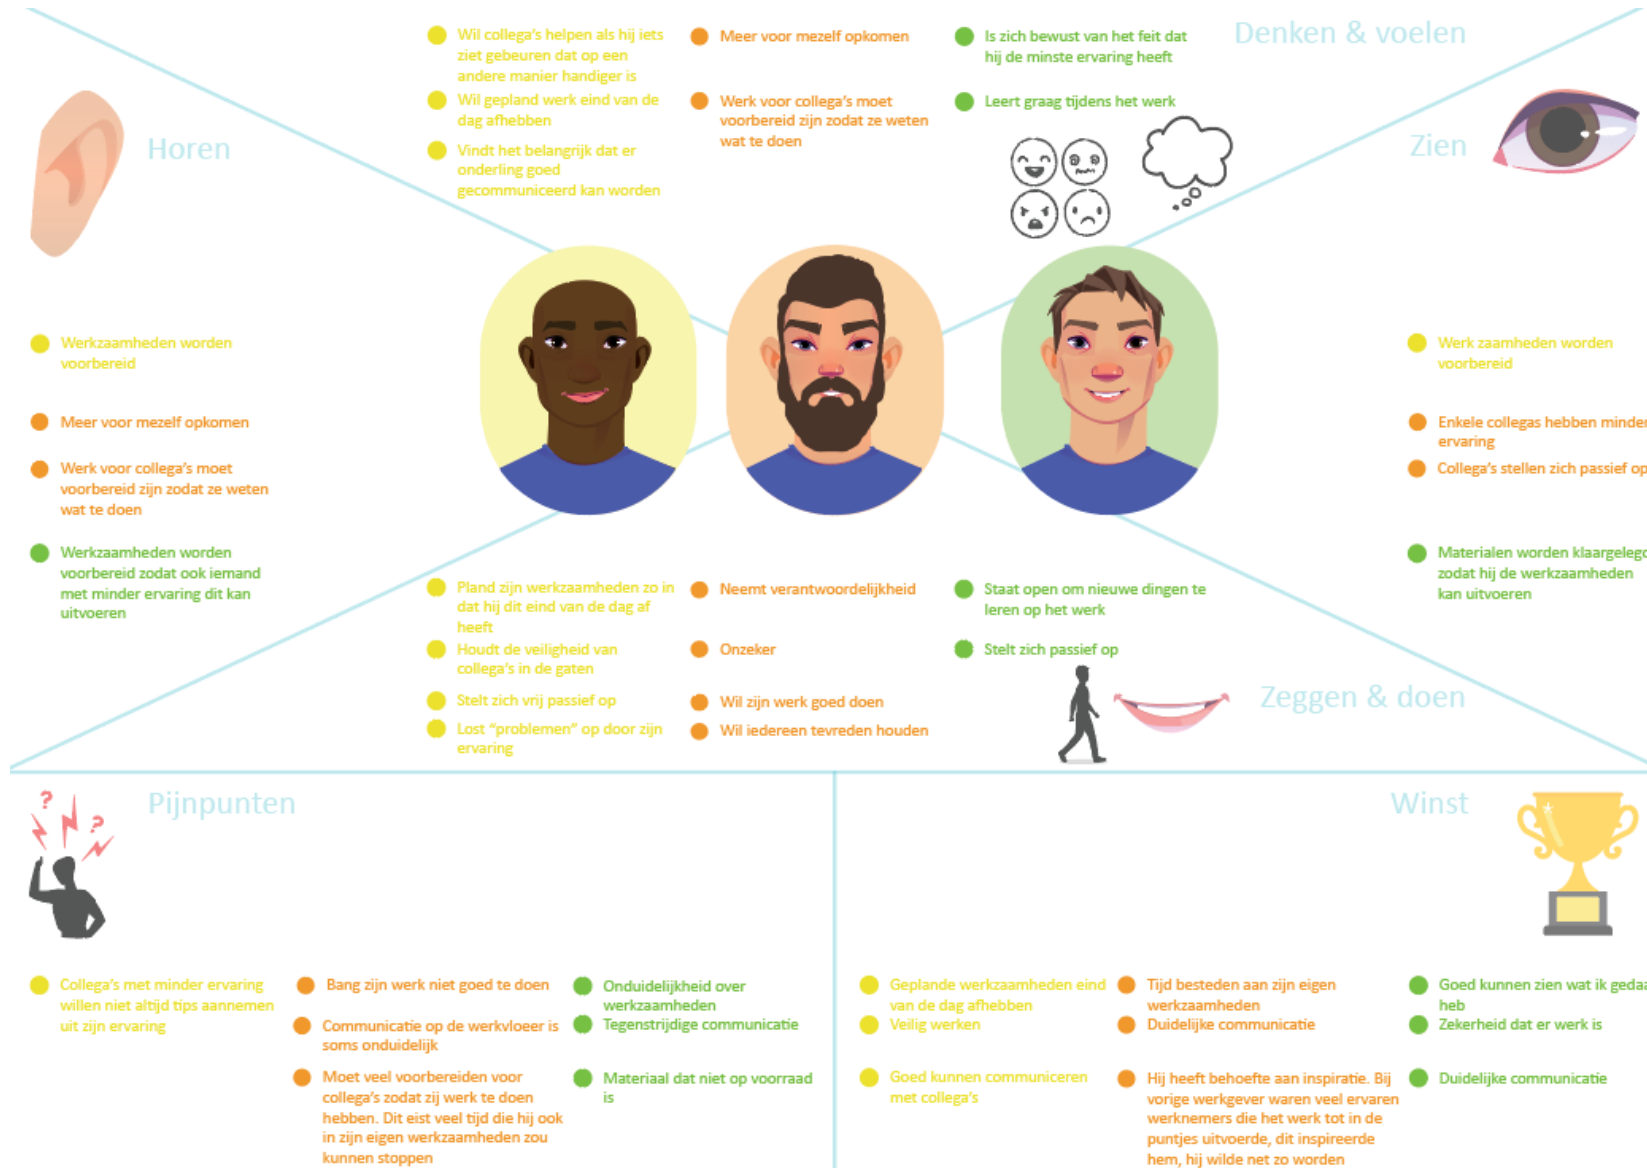 Denken & voelen
Wil collega's helpen als hij iets
ziet gebeuren dat op een
andere manier handiger is
Wil gepland werk eind van de
dag afhebben
Vindt het belangrijk dat er
onderling goed
gecommuniceerd kan worden
Meer voor mezelf opkomen
Werk voor collega's moet
voorbereid zijn zodat ze weten
wat te doen
Is zich bewust van het feit dat
hij de minste ervaring heeft
Leert graag tijdens het werk
Horen
Werkzaamheden worden
voorbereid
Meer voor mezelf opkomen
Werk voor collega's moet
voorbereid zijn zodat ze weten
wat te doen
Werkzaamheden worden
voorbereid zodat ook iemand
met minder ervaring dit kan
uitvoeren
Zien
Werk zaamheden worden
voorbereid
Enkele collegas hebben minder
ervaring
Collega's stellen zich passief op
Materialen worden klaargelegd
zodat hij de werkzaamheden
kan uitvoeren
Pland zijn werkzaamheden zo in
dat hij dit eind van de dag af
heeft
Houdt de veiligheid van
collega's in de gaten
Stelt zich vrij passief op
Lost "problemen" op door zijn
ervaring
Neemt verantwoordelijkheid
Onzeker
Wil zijn werk goed doen
Wil iedereen tevreden houden
Staat open om nieuwe dingen te
leren op het werk
Stelt zich passief op
Zeggen & doen
Pijnpunten
? ?
Collega's met minder ervaring
willen niet altijd tips aannemen
uit zijn ervaring
Bang zijn werk niet goed te doen
Communicatie op de werkvloeer is
soms onduidelijk
Moet veel voorbereiden voor
collega's zodat zij werk te doen
hebben. Dit eist veel tijd die hij ook
in zijn eigen werkzaamheden zou
kunnen stoppen
Onduidelijkheid over
werkzaamheden
Tegenstrijdige communicatie
Materiaal dat niet op voorraad
is
Winst
Geplande werkzaamheden eind
van de dag afhebben
Veilig werken
Goed kunnen communiceren
met collega's
Tijd besteden aan zijn eigen
werkzaamheden
Duidelijke communicatie
Hij heeft behoefte aan inspiratie. Bij
vorige werkgever waren veel ervaren
werknemers die het werk tot in de
puntjes uitvoerde, dit inspireerde
hem, hij wilde net zo worden
Goed kunnen zien wat ik gedaa
heb
Zekerheid dat er werk is
Duidelijke communicatie